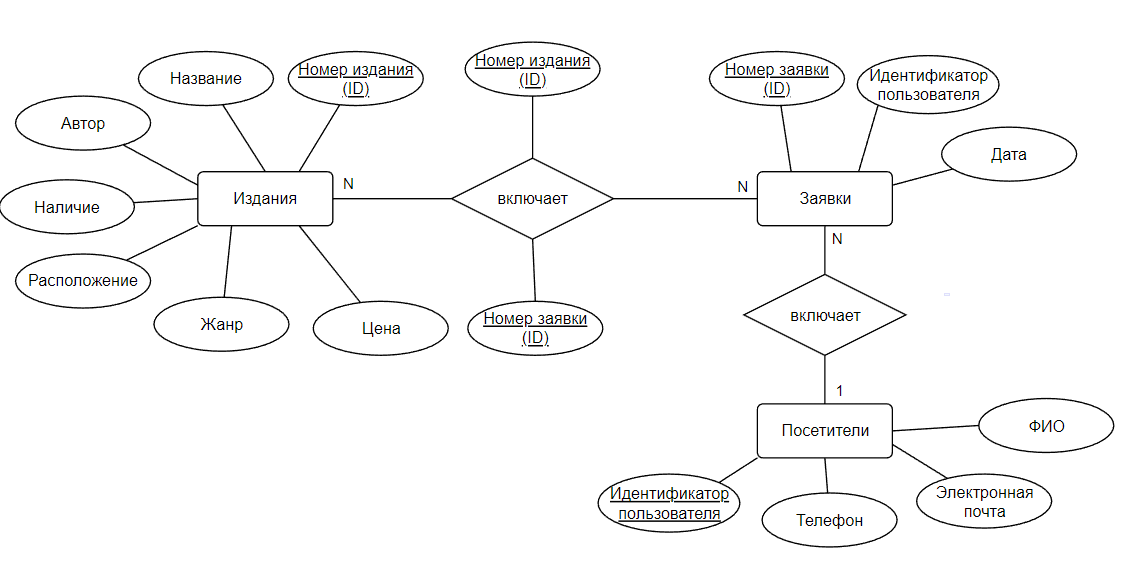 Название
Номер издания
(ID)
Номер издания
(ID)
Номер заявки
(ID)
Идентификатор
пользователя
Автор
Дата
Наличие
Издания
N
включает
N
Заявки
N
Расположение
Жанр
Цена
Номер заявки
(ID)
включает
1
Посетители
ФИО
Идентификатор
пользователя
Телефон
Электронная
почта